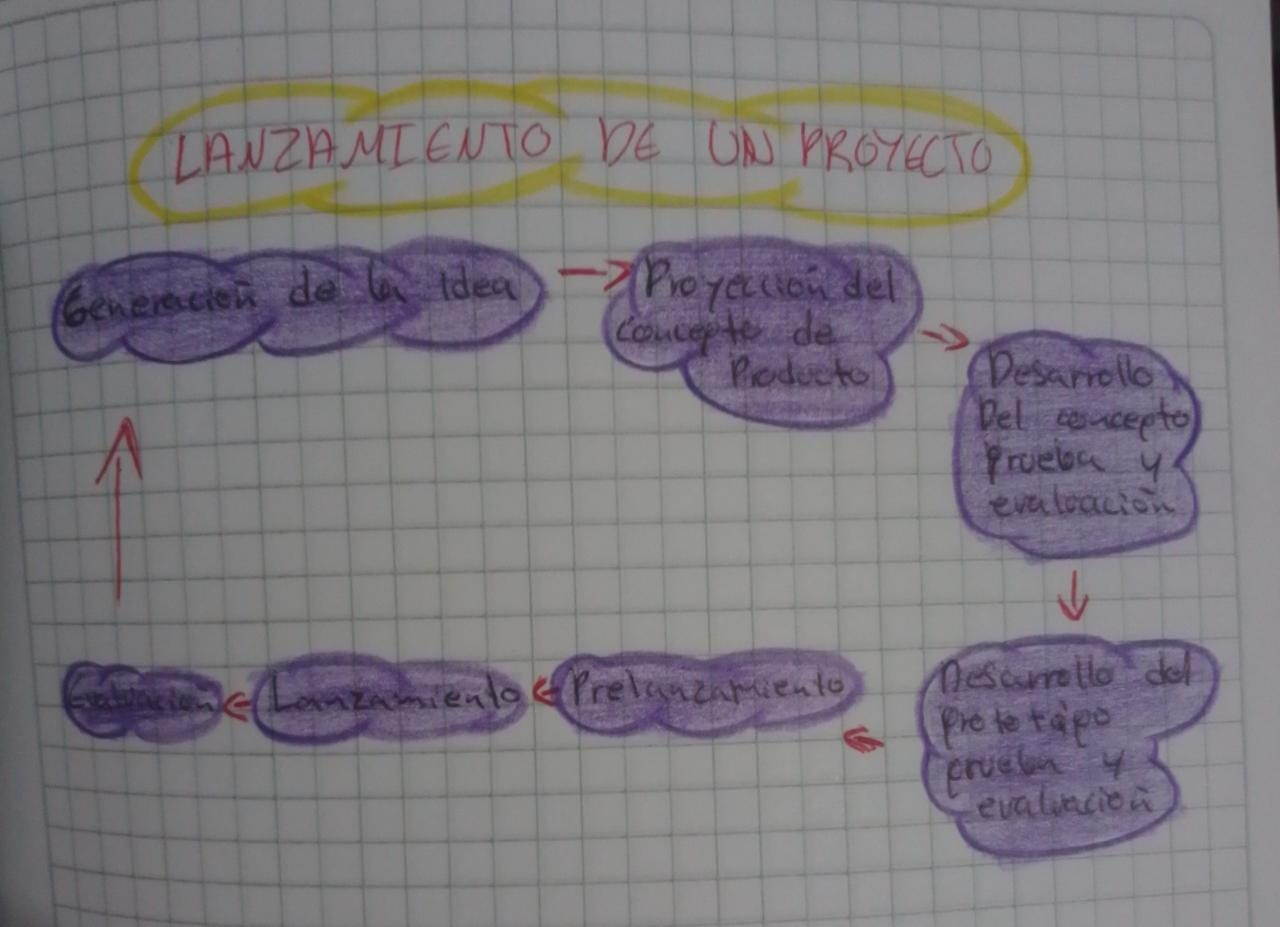 LANZAMIENTO DE UN PROYECTO
Generación de la Idea
Proyección del
concepto de
Producto
Desarrollo
Del concepto
prueba y
evaluación
Desarrollo del
prototipo
prueba y
evaluación
Prelanzamiento
Lanzamiento
Evaluación